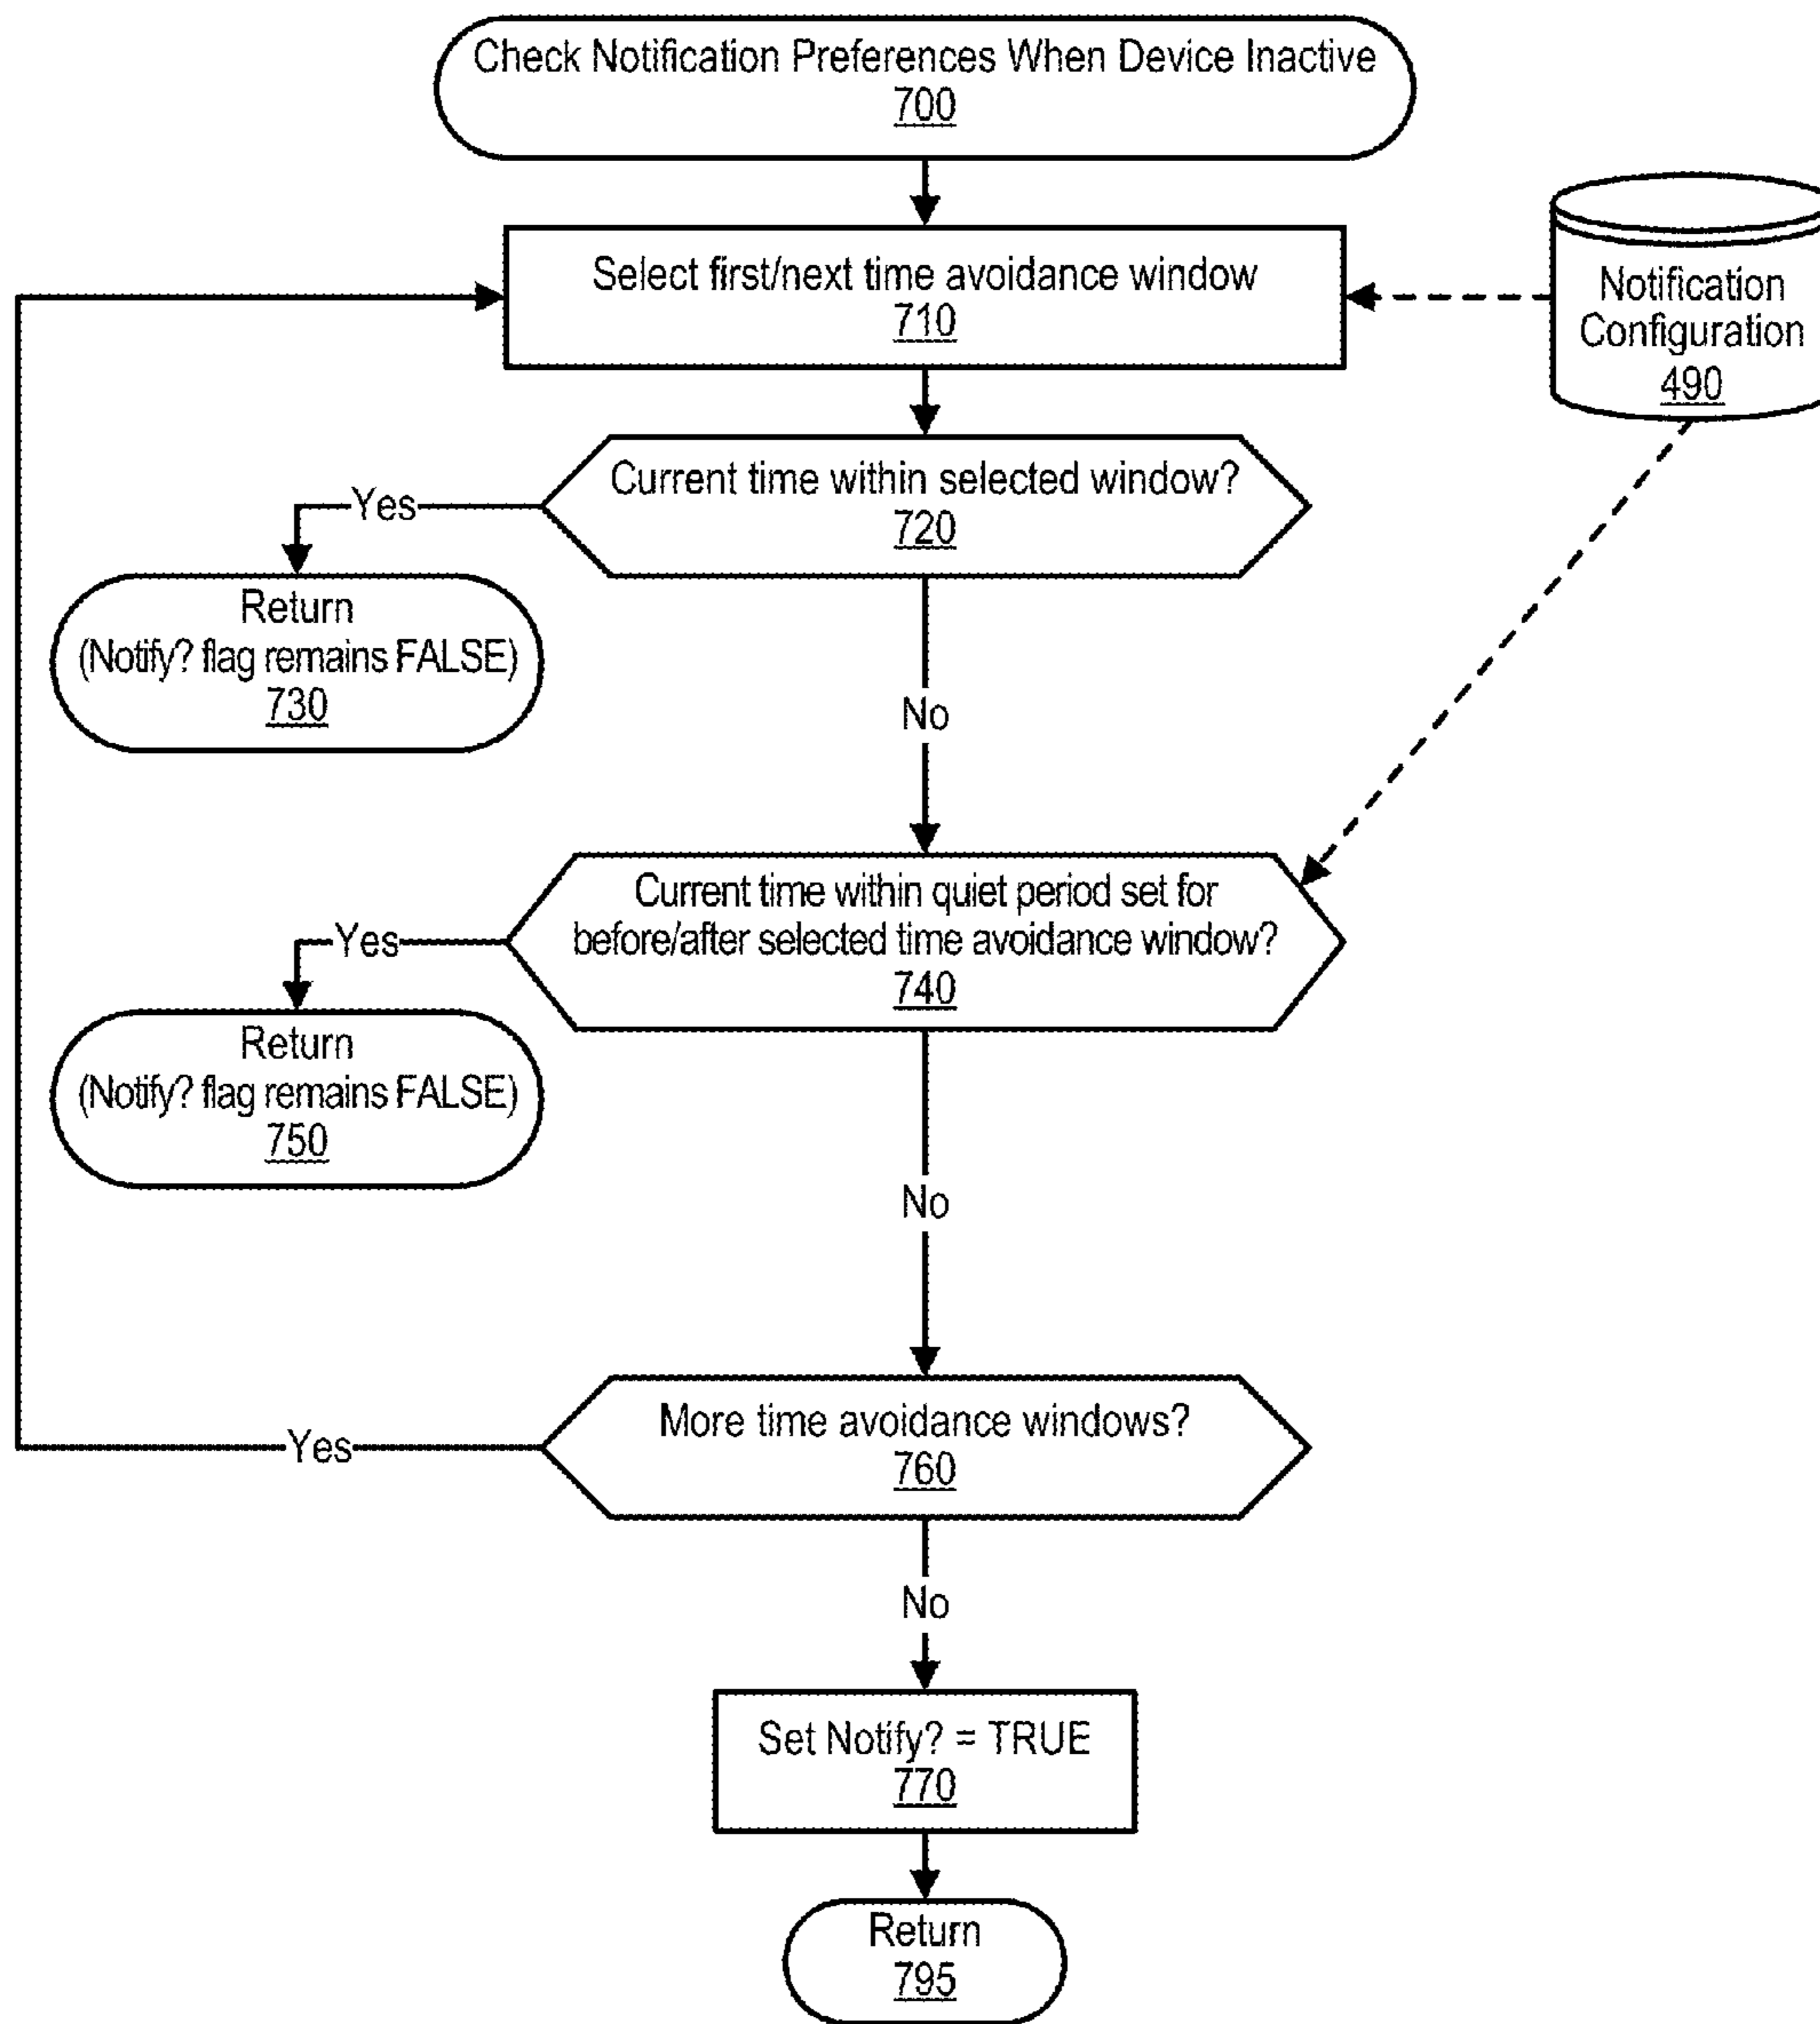 Check Notification Preferences When Device Inactive
700
Select first/next time avoidance window
710
Notification
Configuration
490
Current time within selected window?
720
Yes
Return
(Notify? flag remains FALSE)
730
No
Current time within quiet period set for
before/after selected time avoidance window?
740
Yes
Return
(Notify? flag remains FALSE)
750
No
More time avoidance windows?
760
Yes
No
Set Notify? = TRUE
770
Return
795